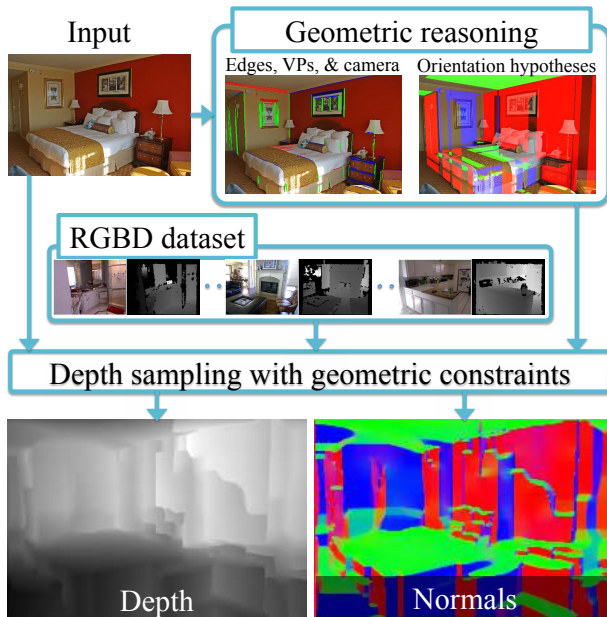 Input
Geometric reasoning
Edges, VPs, & camera
Orientation hypotheses
RGBD dataset
Depth sampling with geometric constraints
Depth
Normals